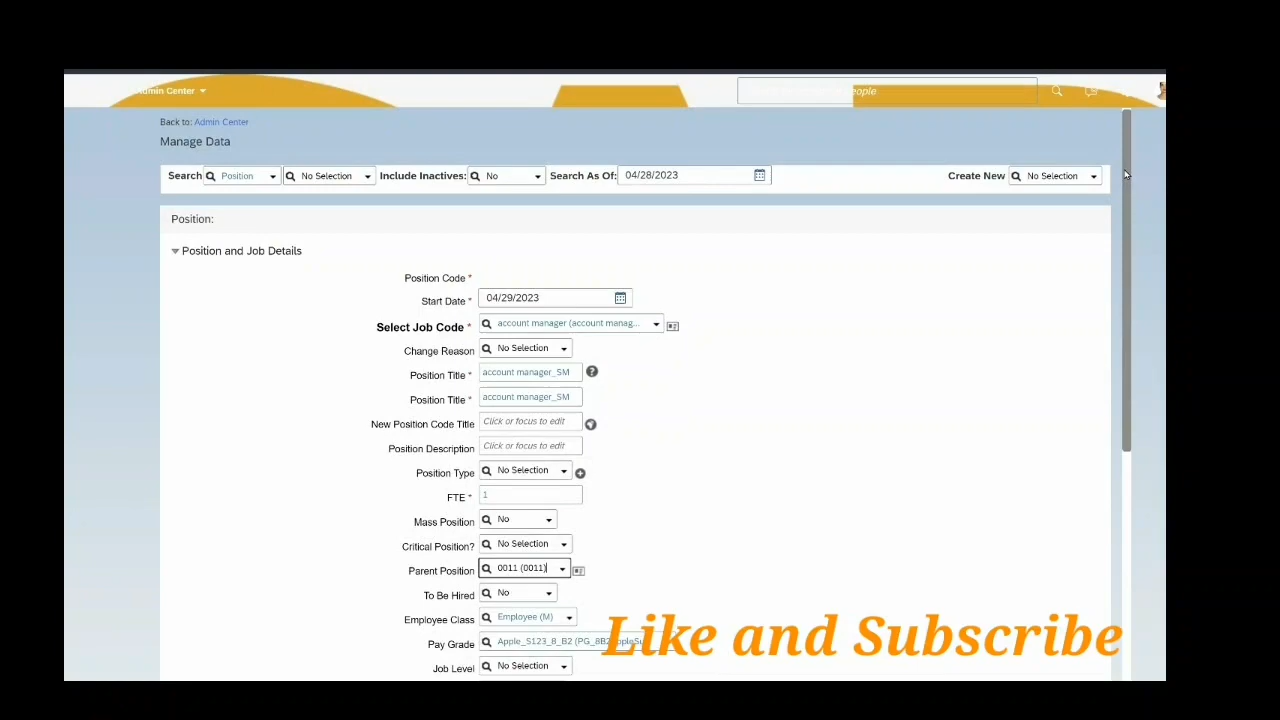 Admin Center
people
Back to: Admin Center
Manage Data
Search Position No Selection Include Inactives: No Search As Of: 04/28/2023 Create New No Selection
Position:
Position and Job Details
Position Code *
Start Date * 04/29/2023
Select Job Code * account manager (account manag...
Change Reason No Selection
Position Title * account manager_SM
Position Title * account manager_SM
New Position Code Title Click or focus to edit
Position Description Click or focus to edit
Position Type No Selection
FTE * 1
Mass Position No
Critical Position? No Selection
Parent Position 0011 (0011)
To Be Hired No
Employee Class Employee (M)
Pay Grade Apple_S123_8_B2 (PG_8B2
Job Level No Selection
Like and Subscribe